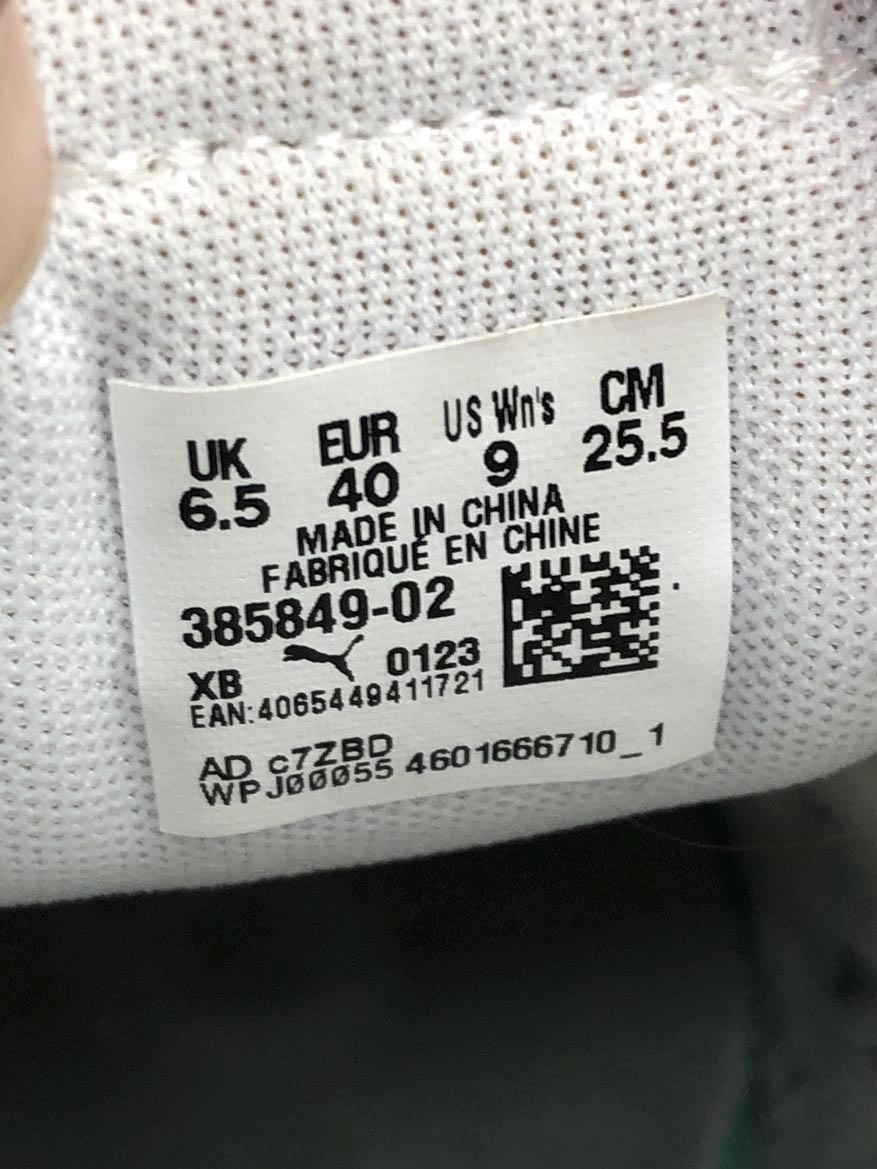 UK EUR US Wn's CM
6.5 40 9 25.5
MADE IN CHINA
FABRIQUÉ EN CHINE
385849-02
XB 0123
EAN:4065449411721
AD c7ZBD
WPJ00055 4601666710_1